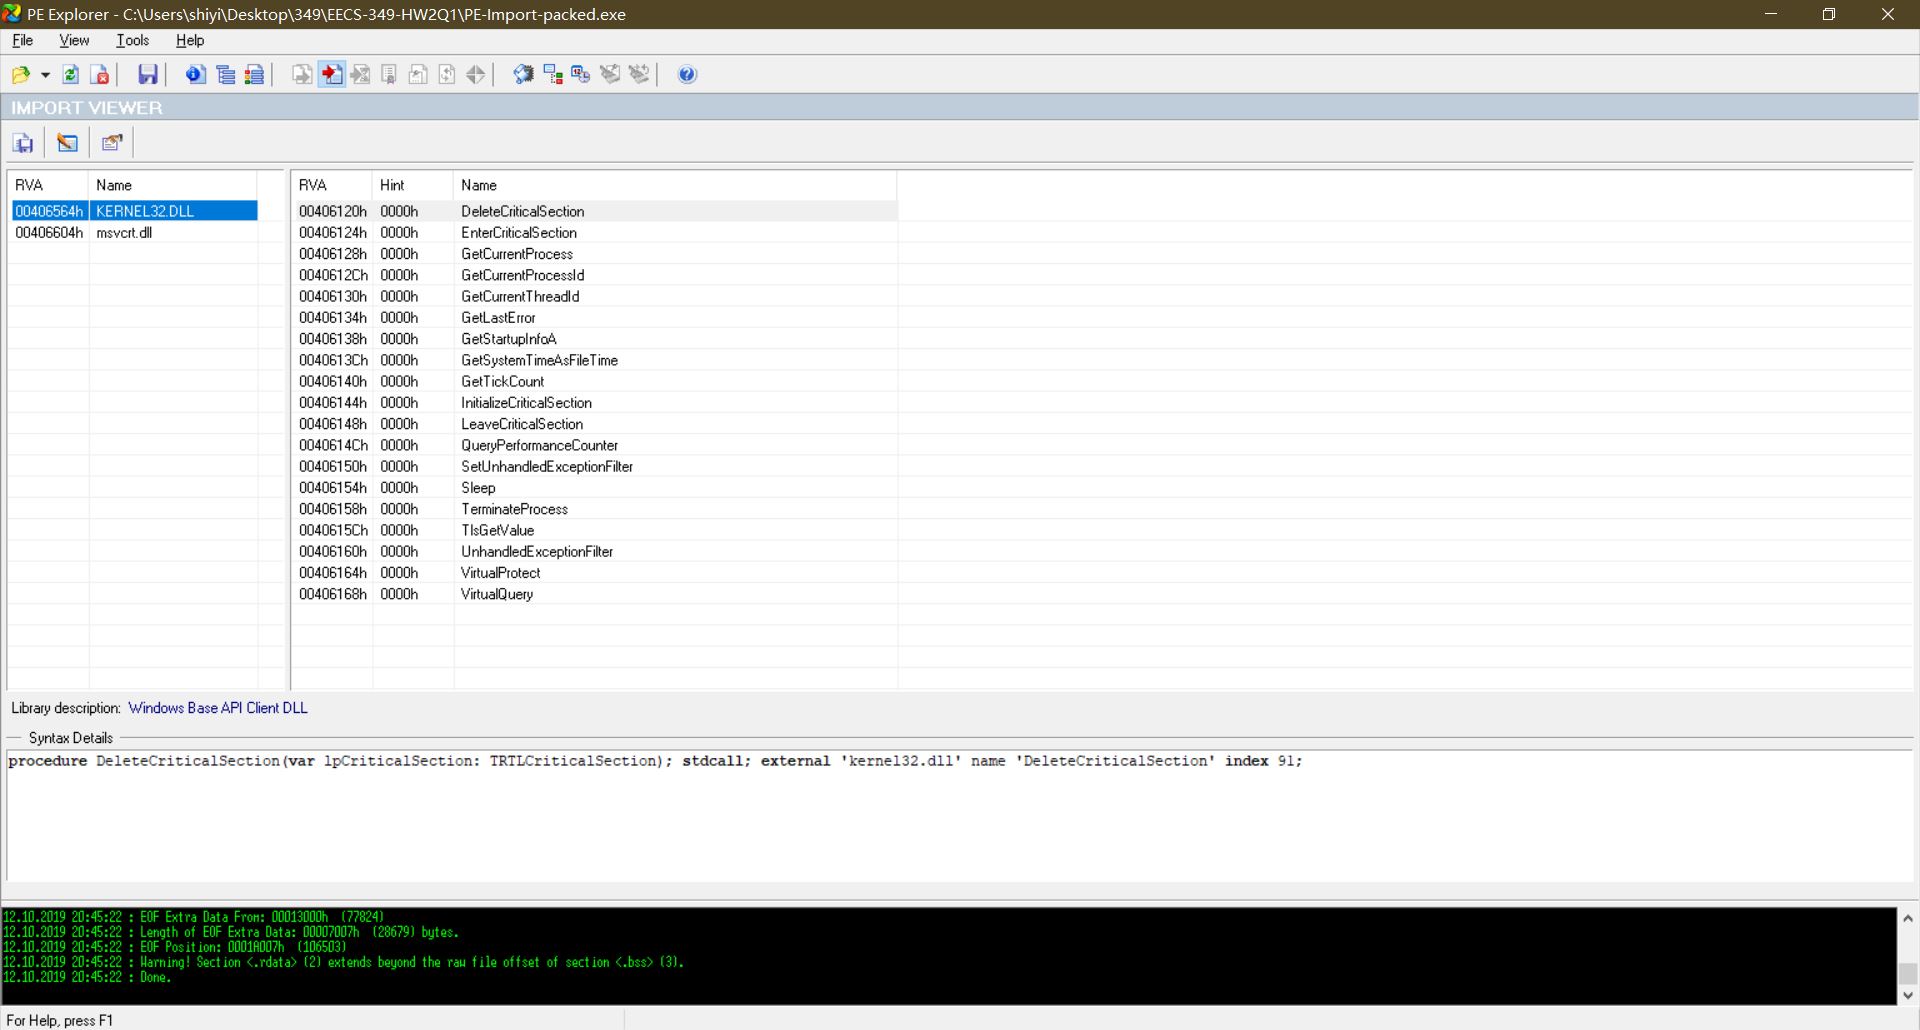 PE Explorer - C:\Users\shiyi\Desktop\349\EECS-349-HW2Q1\PE-Import-packed.exe
File View Tools Help
IMPORT VIEWER
RVA Name
00406564h KERNEL32.DLL
00406604h msvcrt.dll
RVA Hint Name
00406120h 0000h DeleteCriticalSection
00406124h 0000h EnterCriticalSection
00406128h 0000h GetCurrentProcess
0040612Ch 0000h GetCurrentProcessId
00406130h 0000h GetCurrentThreadId
00406134h 0000h GetLastError
00406138h 0000h GetStartupInfoA
0040613Ch 0000h GetSystemTimeAsFileTime
00406140h 0000h GetTickCount
00406144h 0000h InitializeCriticalSection
00406148h 0000h LeaveCriticalSection
0040614Ch 0000h QueryPerformanceCounter
00406150h 0000h SetUnhandledExceptionFilter
00406154h 0000h Sleep
00406158h 0000h TerminateProcess
0040615Ch 0000h TlsGetValue
00406160h 0000h UnhandledExceptionFilter
00406164h 0000h VirtualProtect
00406168h 0000h VirtualQuery
Library description: Windows Base API Client DLL
Syntax Details
procedure DeleteCriticalSection(var lpCriticalSection: TRTLCriticalSection); stdcall; external 'kernel32.dll' name 'DeleteCriticalSection' index 91;
12.10.2019 20:45:22 : EOF Extra Data From: 00013000h (77824)
12.10.2019 20:45:22 : Length of EOF Extra Data: 00007007h (28679) bytes.
12.10.2019 20:45:22 : EOF Position: 0001A007h (106503)
12.10.2019 20:45:22 : Warning! Section <.rdata> (2) extends beyond the raw file offset of section <.bss> (3).
12.10.2019 20:45:22 : Done.
For Help, press F1